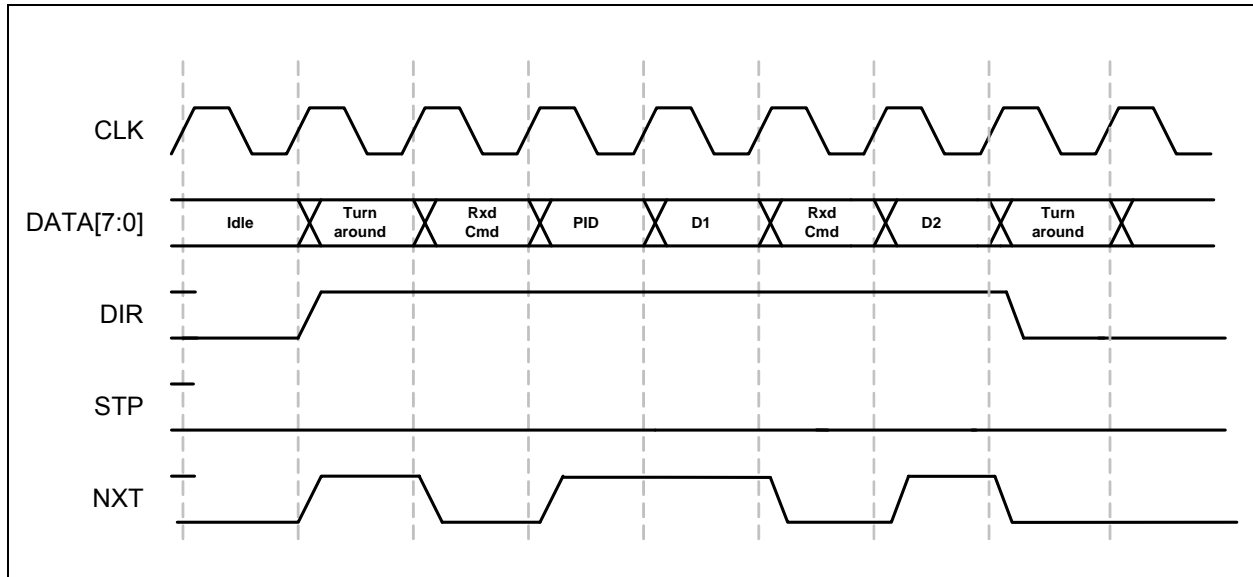 CLK
DATA[7:0]
Idle
Turn
around
Rxd
Cmd
PID
D1
Rxd
Cmd
D2
Turn
around
DIR
STP
NXT